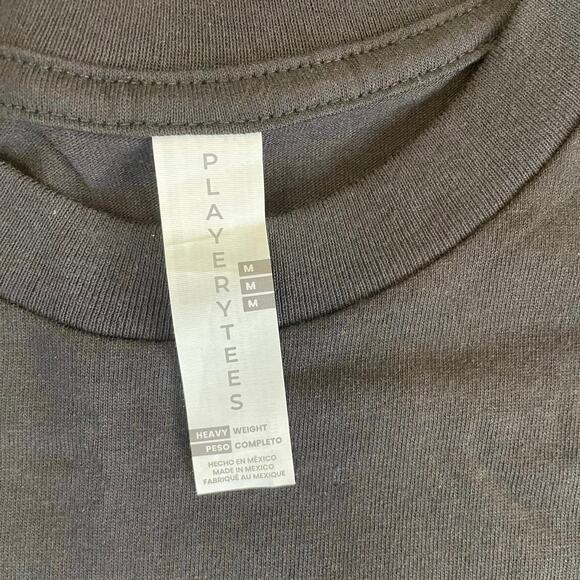 PLAYERYTEES
M
M
M
HEAVY WEIGHT
PESO COMPLETO
HECHO EN MÉXICO
MADE IN MEXICO
FABRIQUÉ AU MEXIQUE